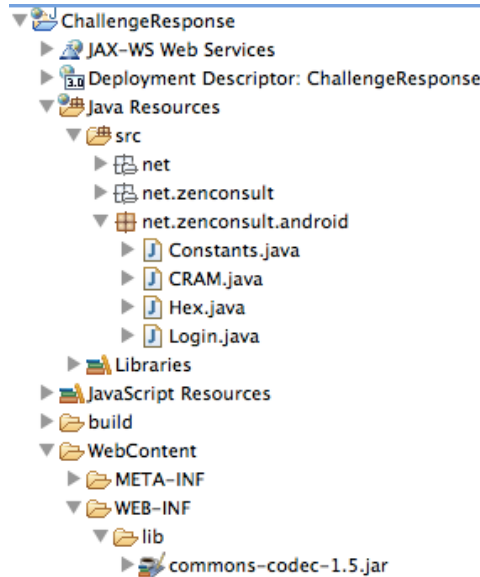 ChallengeResponse
JAX-WS Web Services
3.0 Deployment Descriptor: ChallengeResponse
Java Resources
src
net
net.zenconsult
net.zenconsult.android
J Constants.java
J CRAM.java
J Hex.java
J Login.java
Libraries
JavaScript Resources
build
WebContent
META-INF
WEB-INF
lib
commons-codec-1.5.jar